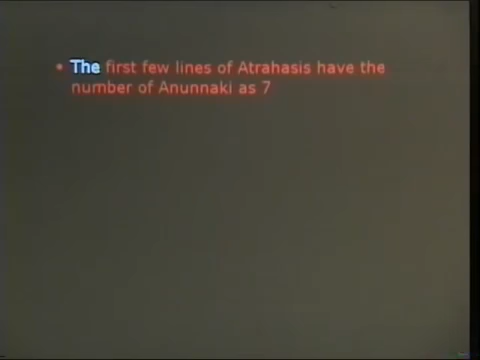 • The first few lines of Atrahasis have the
number of Anunnaki as 7